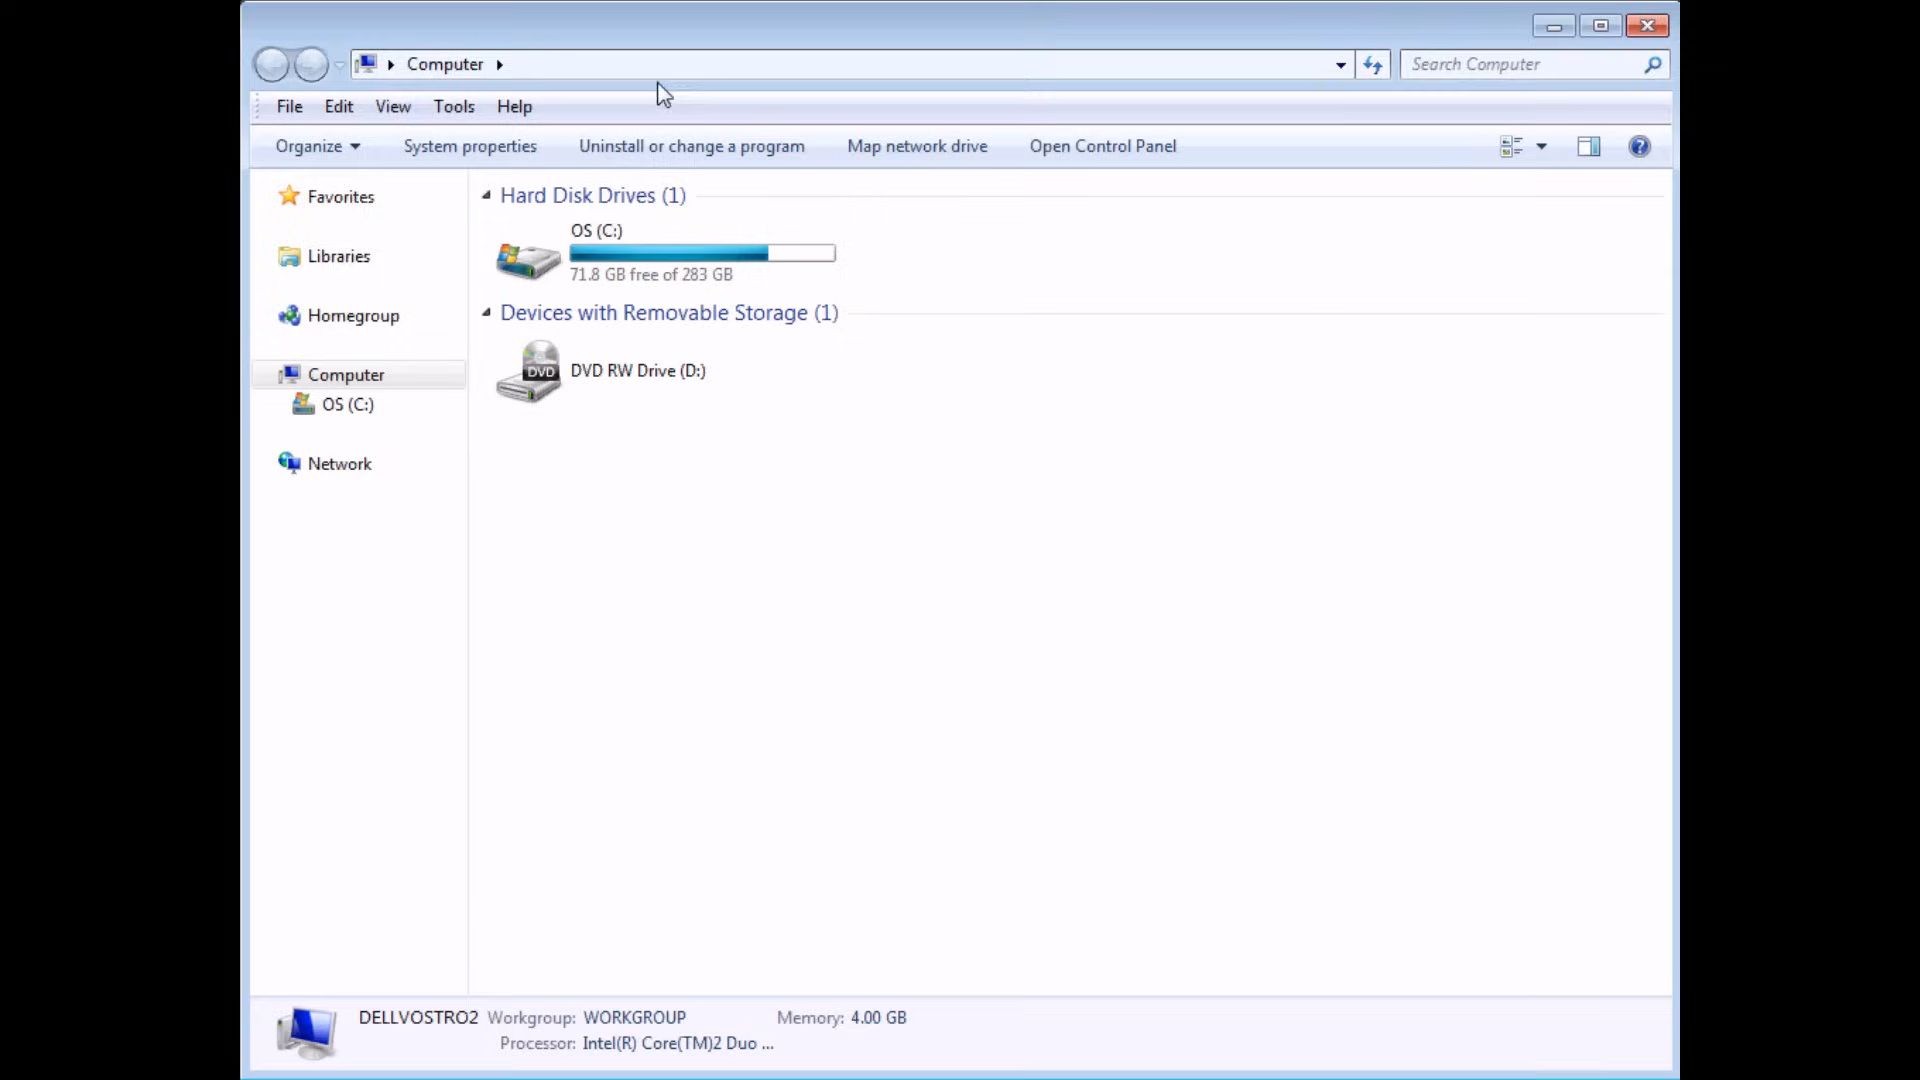 Computer
Search Computer
File Edit View Tools Help
Organize System properties Uninstall or change a program Map network drive Open Control Panel
Favorites
Libraries
Homegroup
Computer
OS (C:)
Network
Hard Disk Drives (1)
OS (C:)
71.8 GB free of 283 GB
Devices with Removable Storage (1)
DVD
DVD RW Drive (D:)
DELLVOSTRO2 Workgroup: WORKGROUP Memory: 4.00 GB
Processor: Intel(R) Core(TM)2 Duo ...